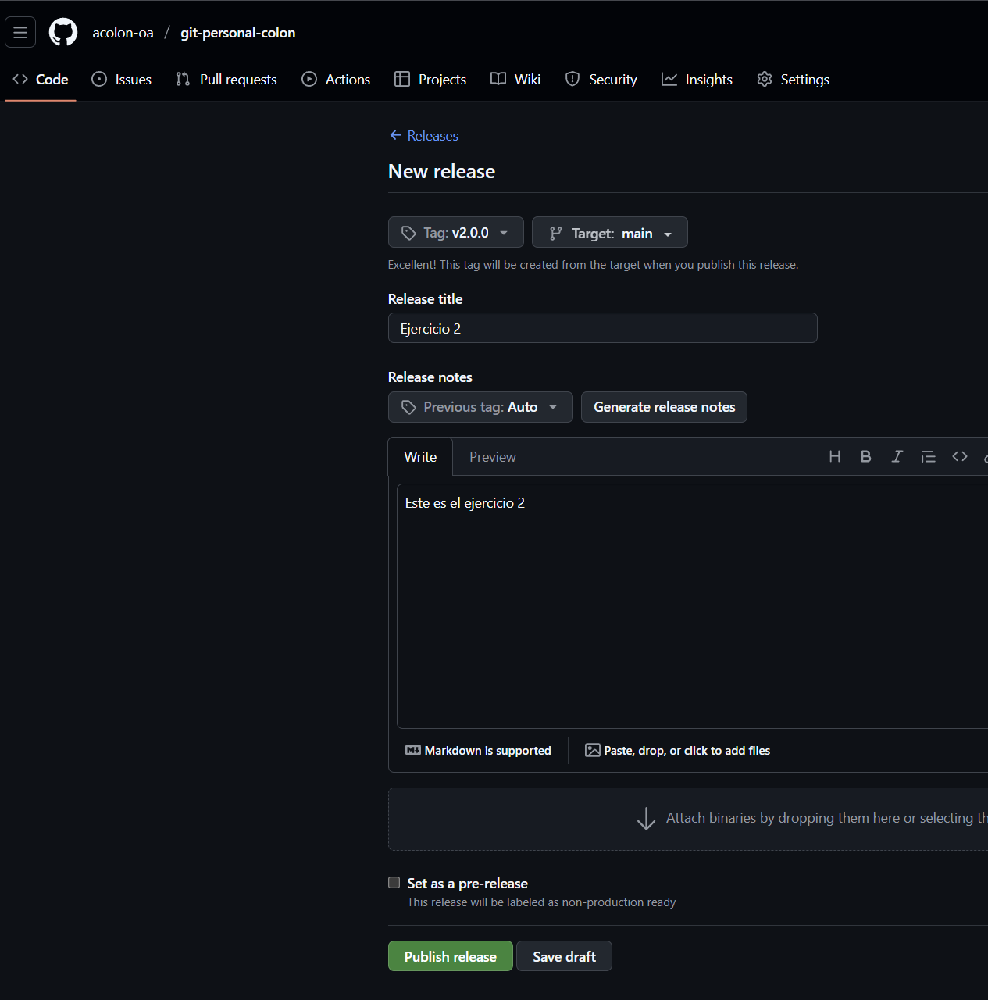 acolon-oa / git-personal-colon
Code Issues Pull requests Actions Projects Wiki Security Insights Settings
Releases
New release
Tag: v2.0.0 Target: main
Excellent! This tag will be created from the target when you publish this release.
Release title
Ejercicio 2
Release notes
Previous tag: Auto Generate release notes
Write Preview H B I
Este es el ejercicio 2
Markdown is supported Paste, drop, or click to add files
Attach binaries by dropping them here or selecting th
Set as a pre-release
This release will be labeled as non-production ready
Publish release Save draft